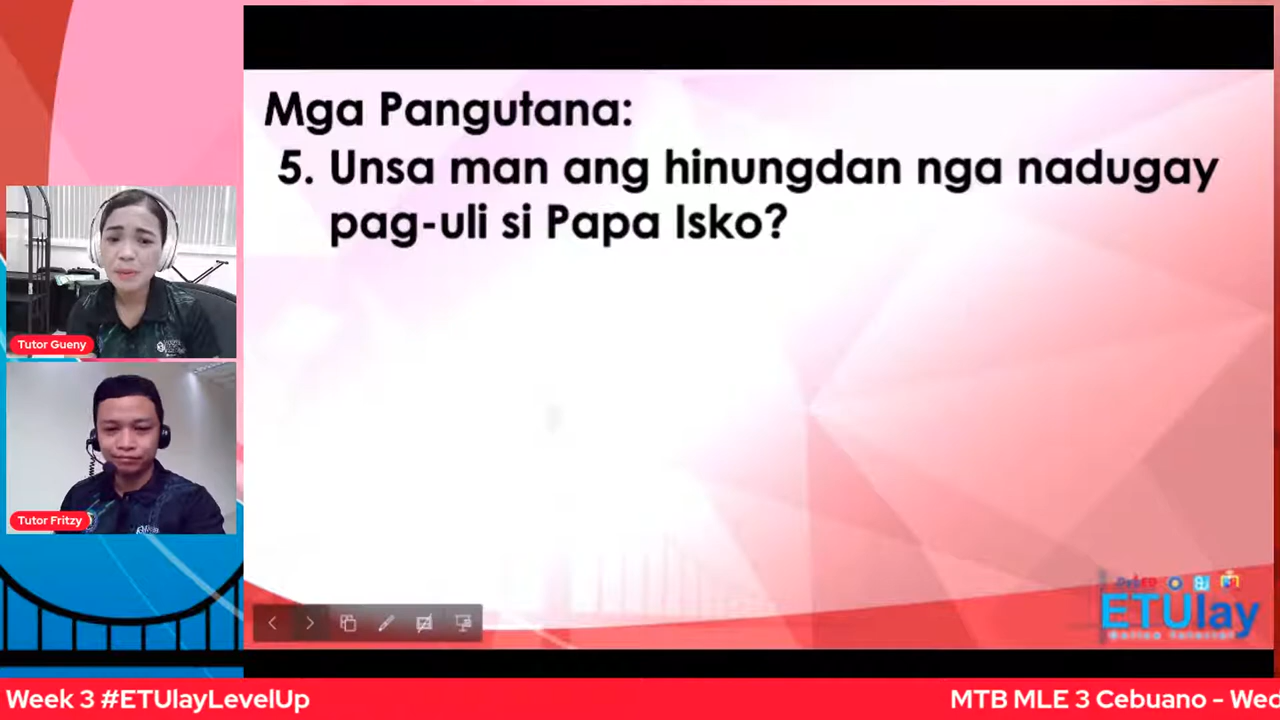 Mga Pangutana:
5. Unsa man ang hinungdan nga nadugay
pag-uli si Papa Isko?
Tutor Gueny
Tutor Fritzy
DepED
ETUlay
Week 3 #ETUlayLevelUp
MTB MLE 3 Cebuano - Wed